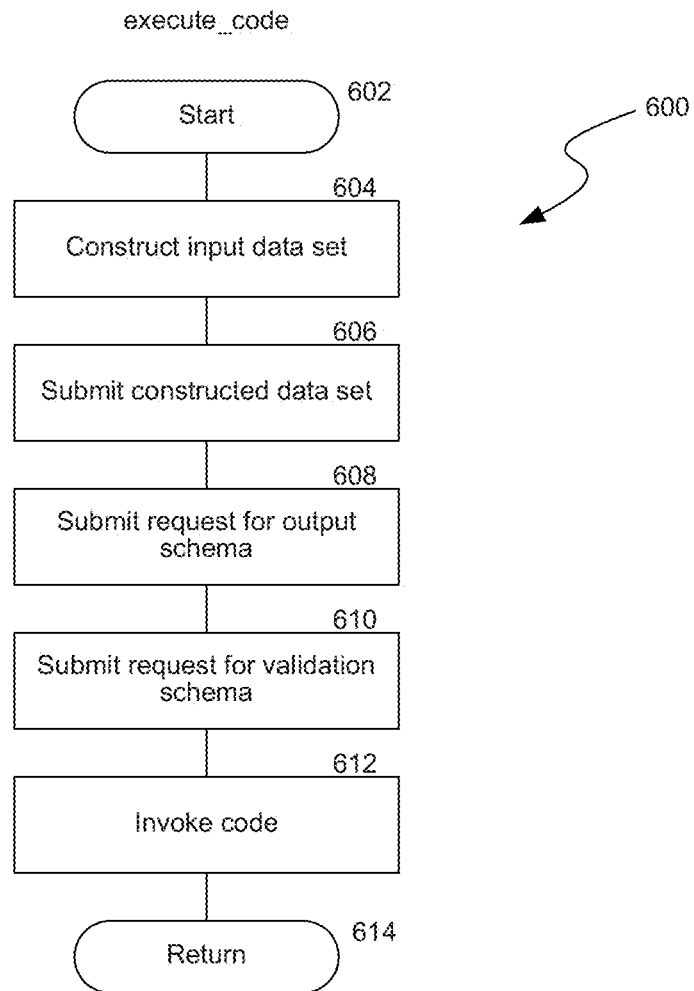 execute_code
602
Start
600
604
Construct input data set
606
Submit constructed data set
608
Submit request for output
schema
610
Submit request for validation
schema
612
Invoke code
614
Return